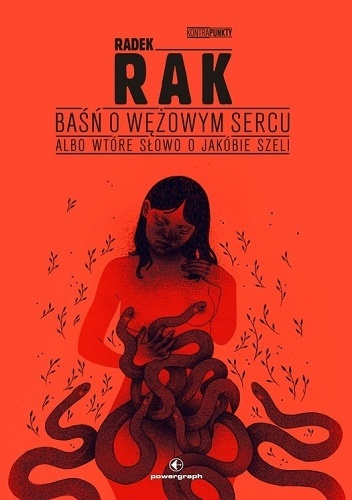 KONTRAPUNKTY
RADEK
RAK
BAŚŃ O WĘŻOWYM SERCU
ALBO WTÓRE SŁOWO O JAKÓBIE SZELI
powergraph